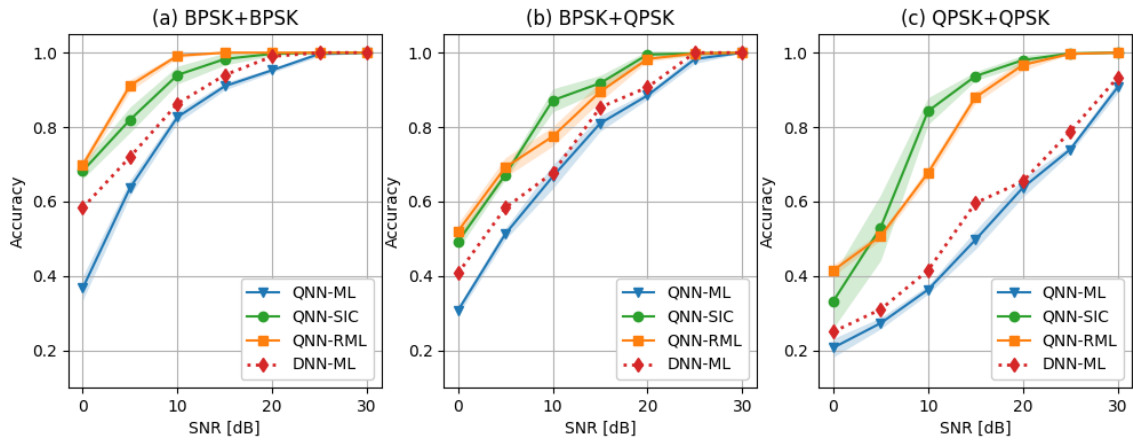 (a) BPSK+BPSK
1.0
0.8
0.6
0.4
0.2
Accuracy
0
10
20
30
SNR [dB]
QNN-ML
QNN-SIC
QNN-RML
DNN-ML
(b) BPSK+QPSK
1.0
0.8
0.6
0.4
0.2
Accuracy
0
10
20
30
SNR [dB]
QNN-ML
QNN-SIC
QNN-RML
DNN-ML
(c) QPSK+QPSK
1.0
0.8
0.6
0.4
0.2
Accuracy
0
10
20
30
SNR [dB]
QNN-ML
QNN-SIC
QNN-RML
DNN-ML